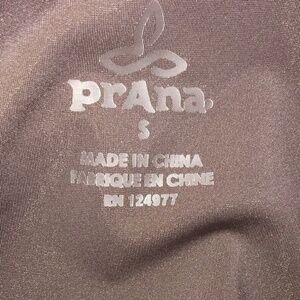 prAna
S
MADE IN CHINA
FABRIQUE EN CHINE
RN 124977